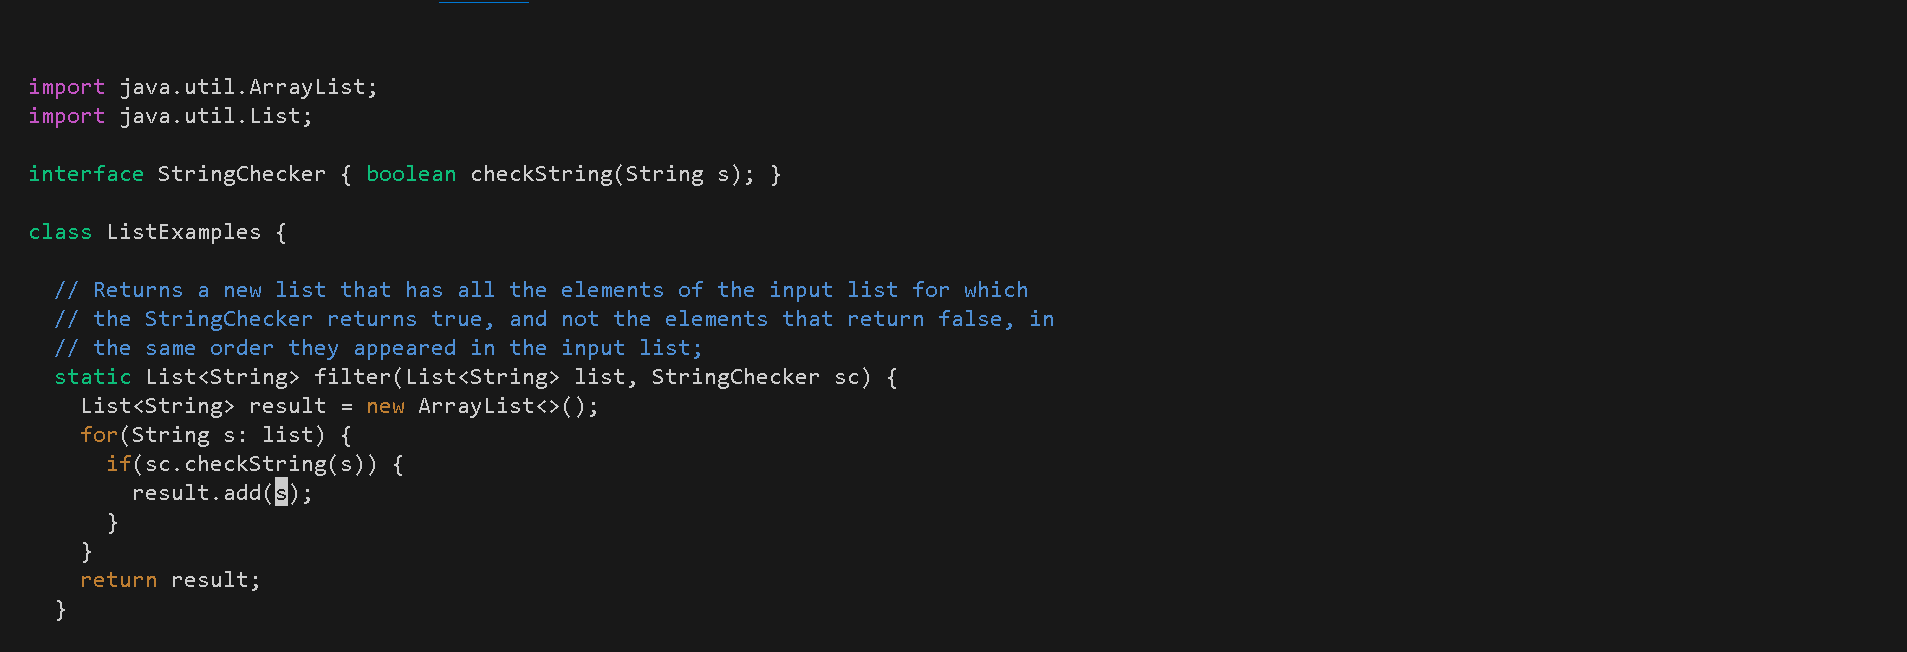 import java.util.ArrayList;
import java.util.List;
interface StringChecker { boolean checkString(String s); }
class ListExamples {
// Returns a new list that has all the elements of the input list for which
// the StringChecker returns true, and not the elements that return false, in
// the same order they appeared in the input list;
static List<String> filter(List<String> list, StringChecker sc) {
List<String> result = new ArrayList<>();
for(String s: list) {
if(sc.checkString(s)) {
result.add(s);
}
}
return result;
}